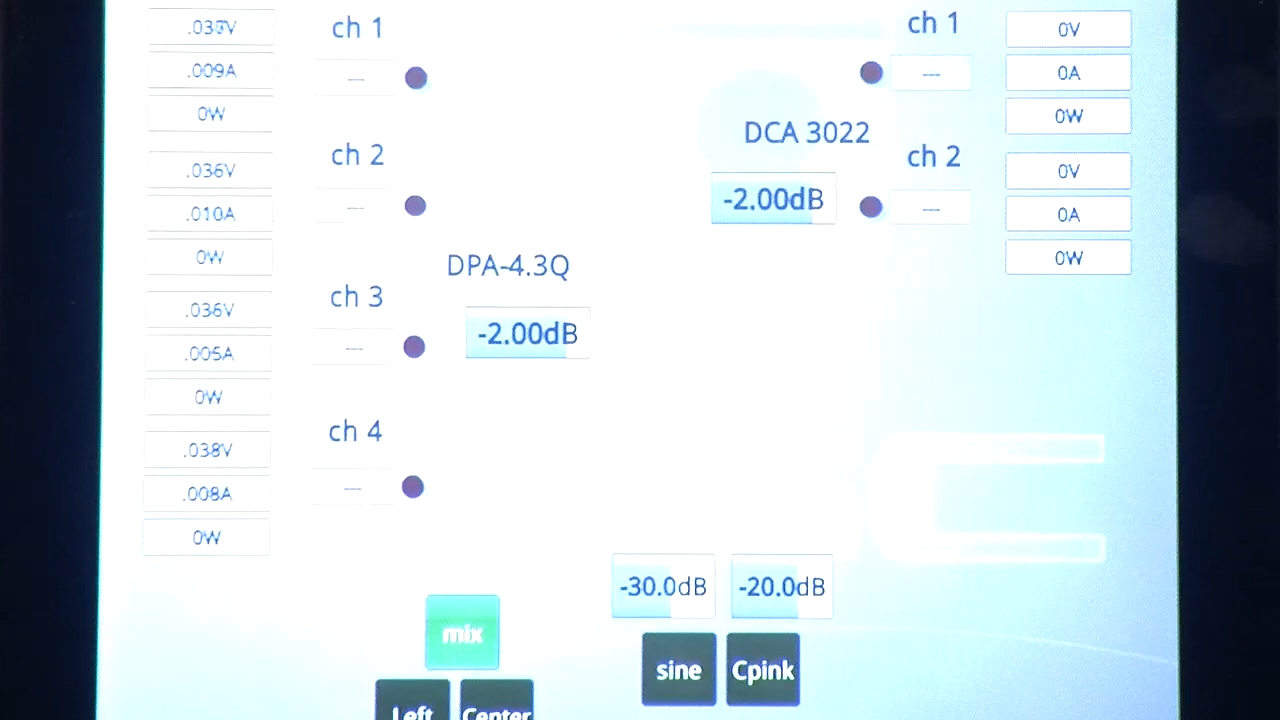 .037V
ch 1
.009A
---
0W
.036V
ch 2
.010A
---
0W
.036V
ch 3
.005A
---
0W
.038V
ch 4
.008A
---
0W
DPA-4.3Q
-2.00dB
DCA 3022
-2.00dB
ch 1
0V
---
0A
0W
ch 2
0V
---
0A
0W
-30.0dB
-20.0dB
mix
sine
Cpink
Left
Center